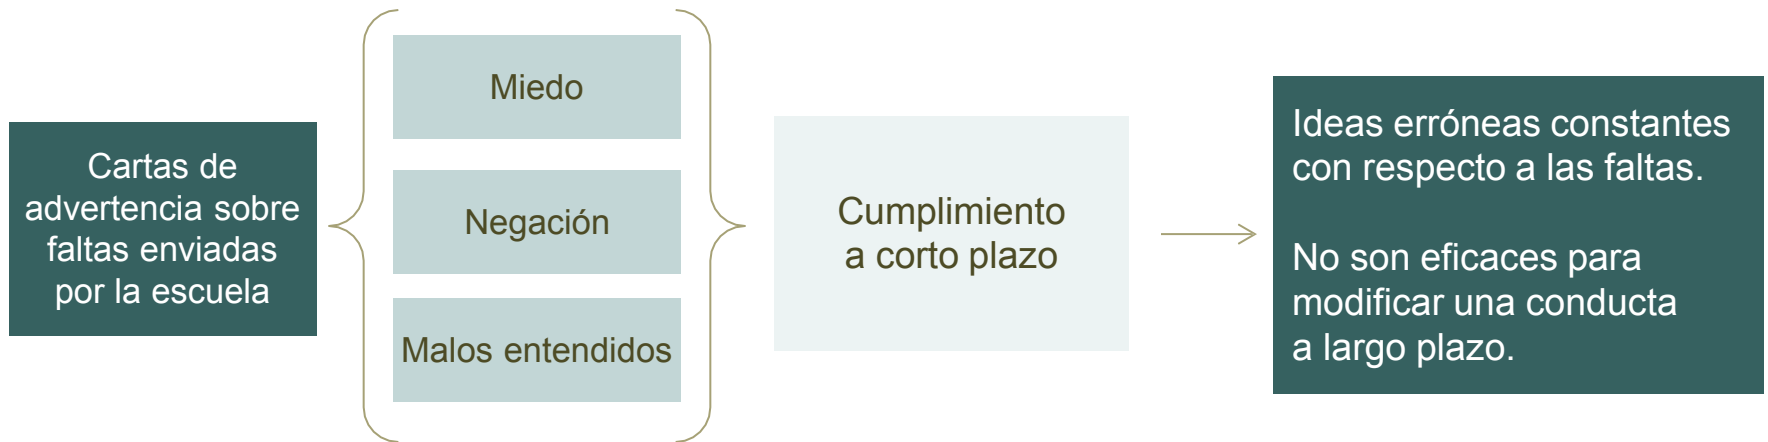 Cartas de
advertencia sobre
faltas enviadas
por la escuela
Miedo
Negación
Malos entendidos
Cumplimiento
a corto plazo
Ideas erróneas constantes
con respecto a las faltas.
No son eficaces para
modificar una conducta
a largo plazo.